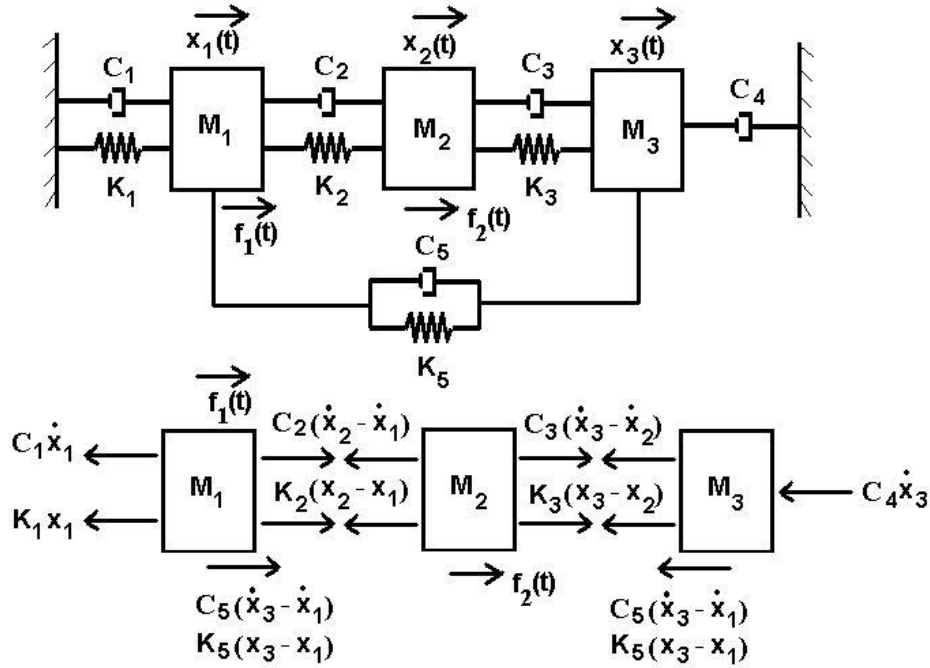 x₁(t) x₂(t) x₃(t)
C₁ C₂ C₃ C₄
M₁ M₂ M₃
K₁ K₂ K₃
f₁(t) f₂(t)
C₅
K₅
f₁(t)
C₁ẋ₁ C₂(ẋ₂-ẋ₁) C₃(ẋ₃-ẋ₂)
M₁ M₂ M₃ C₄ẋ₃
K₁x₁ K₂(x₂-x₁) K₃(x₃-x₂)
f₂(t)
C₅(ẋ₃-ẋ₁) C₅(ẋ₃-ẋ₁)
K₅(x₃-x₁) K₅(x₃-x₁)